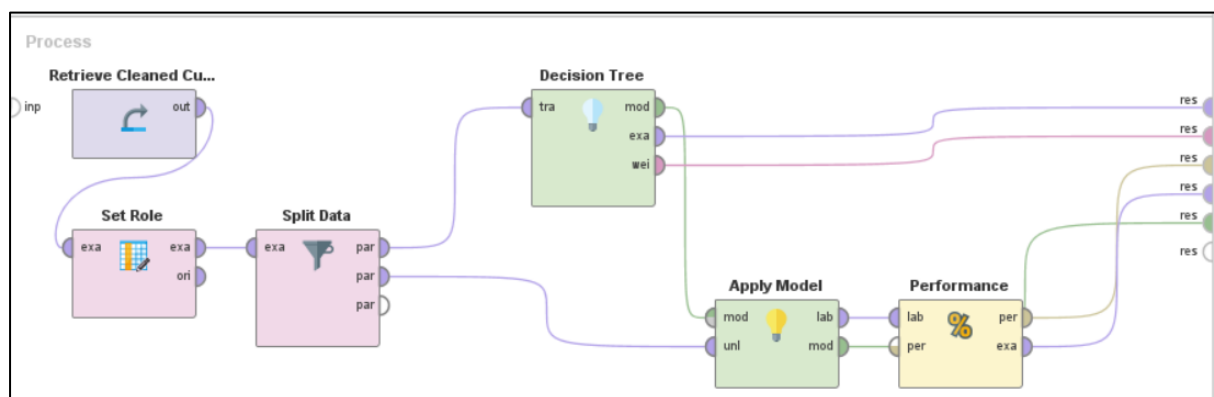 Process
Retrieve Cleaned Cu...
Decision Tree
inp
out
tra
mod
exa
wei
res
res
res
res
res
res
Set Role
Split Data
exa
exa
ori
exa
par
par
par
Apply Model
Performance
mod
lab
unl
mod
lab
per
per
exa
%